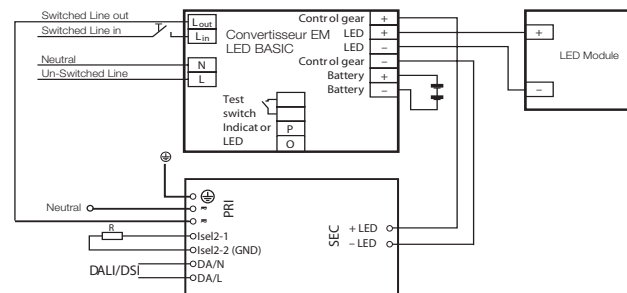 Switched Line out
Switched Line in
Neutral
Un-Switched Line
Lout
Lin
N
L
Convertisseur EM
LED BASIC
Control gear +
LED +
LED –
Control gear –
Battery +
Battery –
Test
switch
Indicator
LED
P
O
+
LED Module
–
Neutral
PRI
R
Isel2-1
Isel2-2 (GND)
DALI/DSI
DA/N
DA/L
SEC
+ LED
– LED